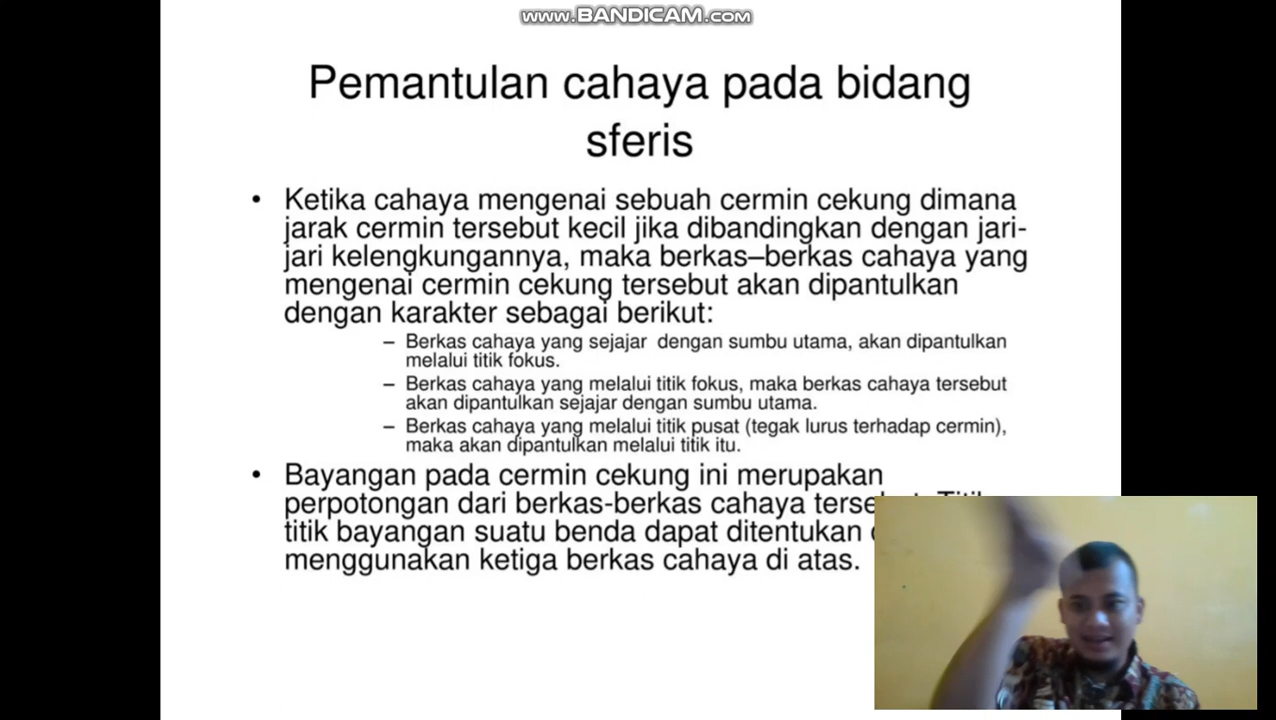 www.BANDICAM.com
Pemantulan cahaya pada bidang
sferis
• Ketika cahaya mengenai sebuah cermin cekung dimana
jarak cermin tersebut kecil jika dibandingkan dengan jari-
jari kelengkungannya, maka berkas–berkas cahaya yang
mengenai cermin cekung tersebut akan dipantulkan
dengan karakter sebagai berikut:
– Berkas cahaya yang sejajar dengan sumbu utama, akan dipantulkan
melalui titik fokus.
– Berkas cahaya yang melalui titik fokus, maka berkas cahaya tersebut
akan dipantulkan sejajar dengan sumbu utama.
– Berkas cahaya yang melalui titik pusat (tegak lurus terhadap cermin),
maka akan dipantulkan melalui titik itu.
• Bayangan pada cermin cekung ini merupakan
perpotongan dari berkas-berkas cahaya
titik bayangan suatu benda dapat ditentukan
menggunakan ketiga berkas cahaya di atas.